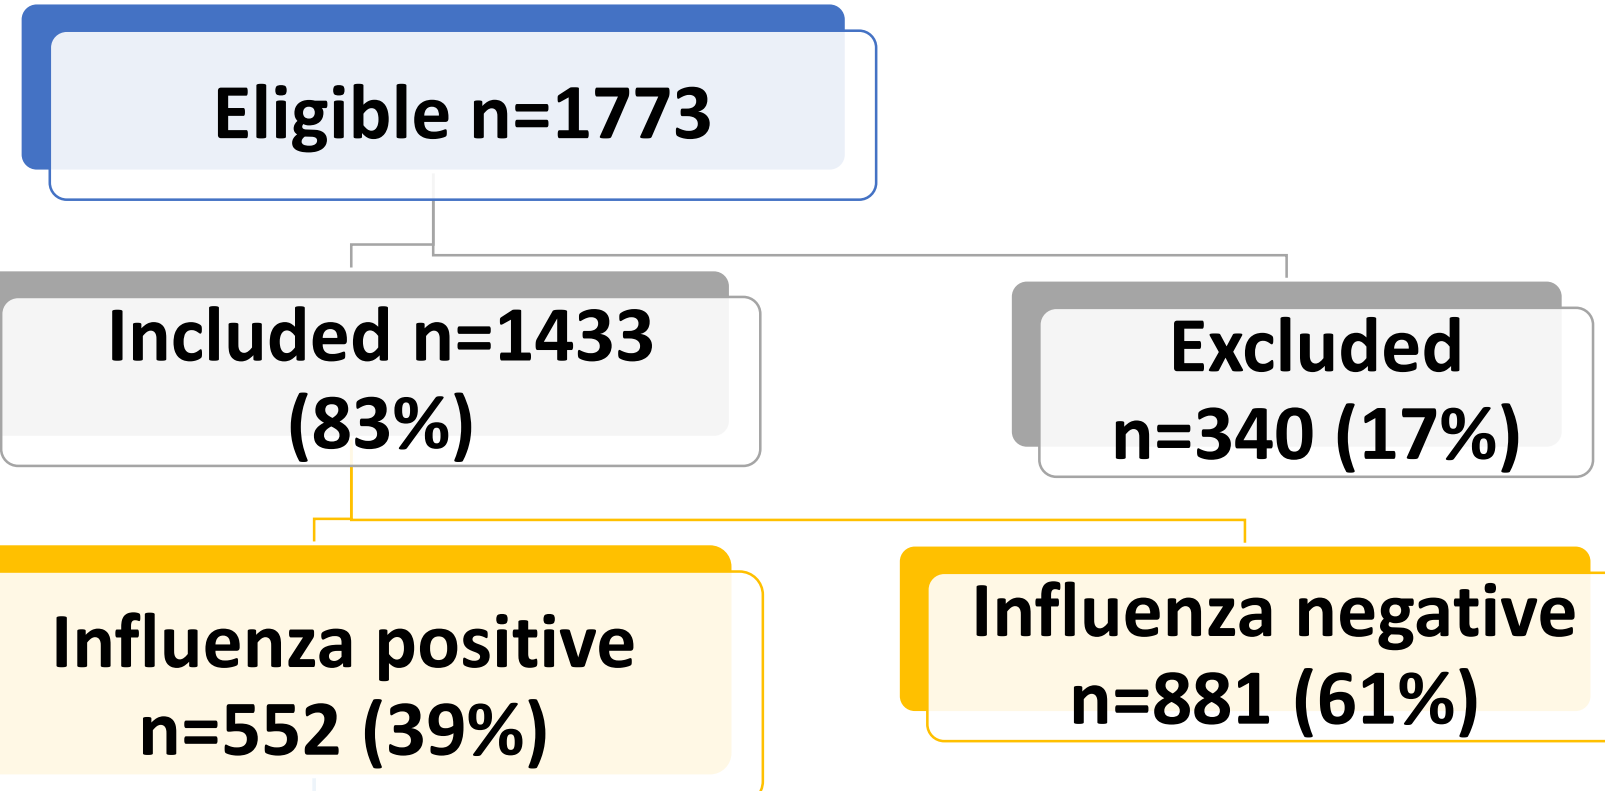 Eligible n=1773
Included n=1433
(83%)
Excluded
n=340 (17%)
Influenza positive
n=552 (39%)
Influenza negative
n=881 (61%)